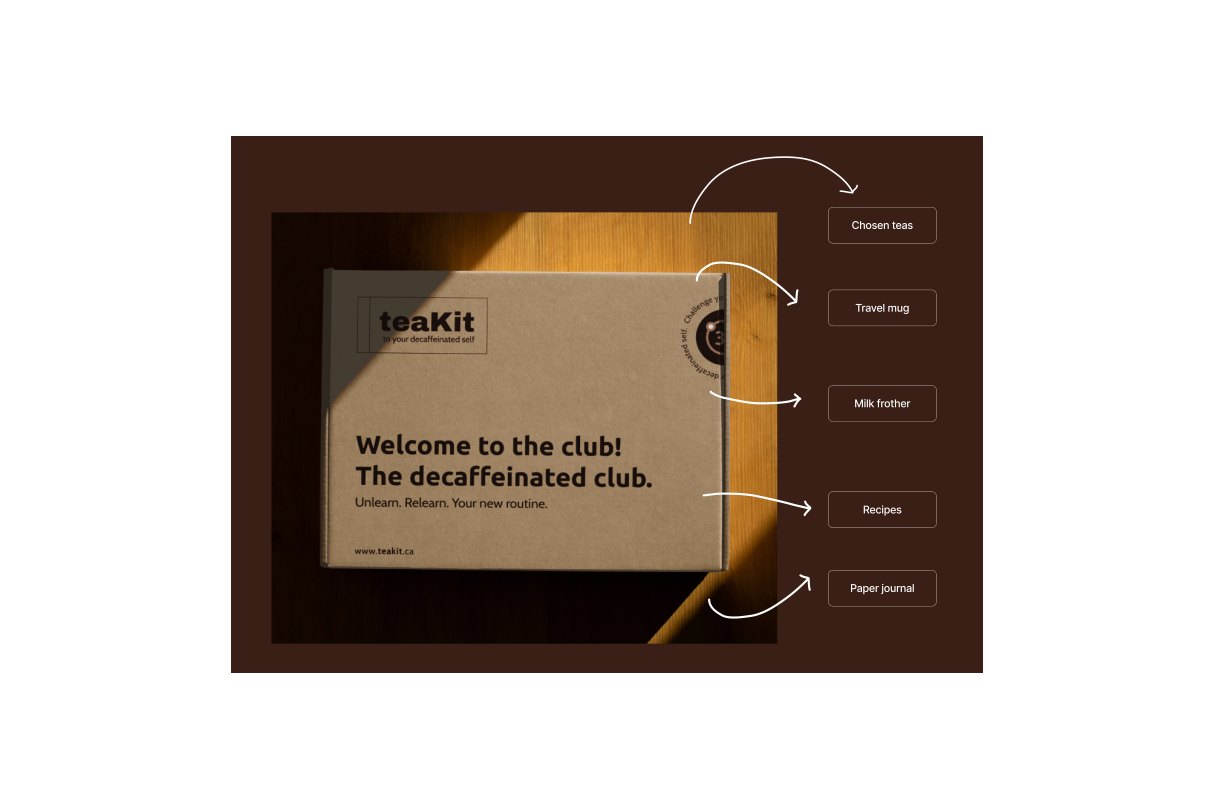 teaKit
to your decaffeinated self
Challenge yo
decaffeinated self.
Welcome to the club!
The decaffeinated club.
Unlearn. Relearn. Your new routine.
www.teakit.ca
Chosen teas
Travel mug
Milk frother
Recipes
Paper journal